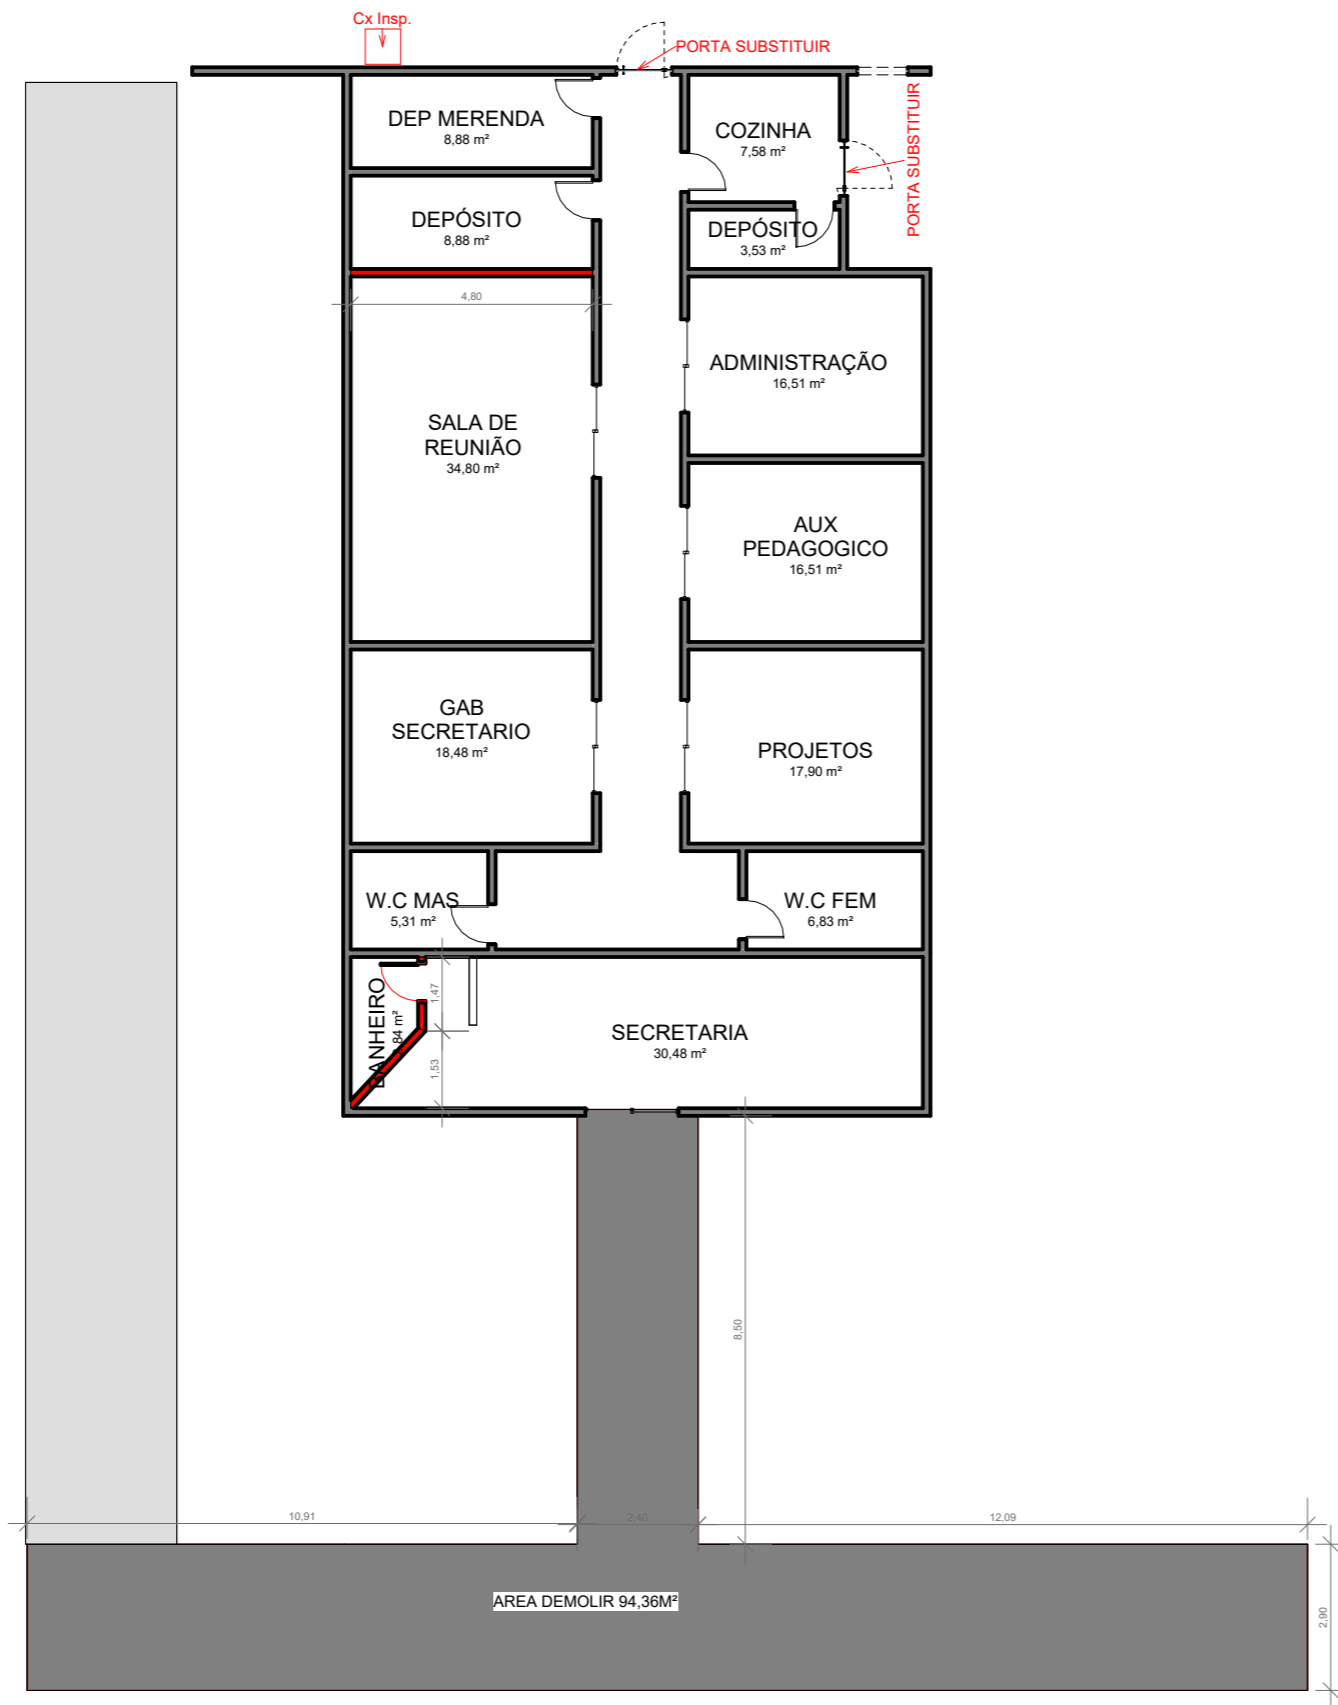 Cx Insp.
PORTA SUBSTITUIR
DEP MERENDA
8,88 m²
COZINHA
7,58 m²
PORTA SUBSTITUIR
DEPÓSITO
8,88 m²
DEPÓSITO
3,53 m²
4,80
ADMINISTRAÇÃO
16,51 m²
SALA DE
REUNIÃO
34,80 m²
AUX
PEDAGOGICO
16,51 m²
GAB
SECRETARIO
18,48 m²
PROJETOS
17,90 m²
W.C MAS
5,31 m²
W.C FEM
6,83 m²
BANHEIRO
1,47
1,53
SECRETARIA
30,48 m²
8,50
10,91
2,40
12,09
AREA DEMOLIR 94,36M²
2,90